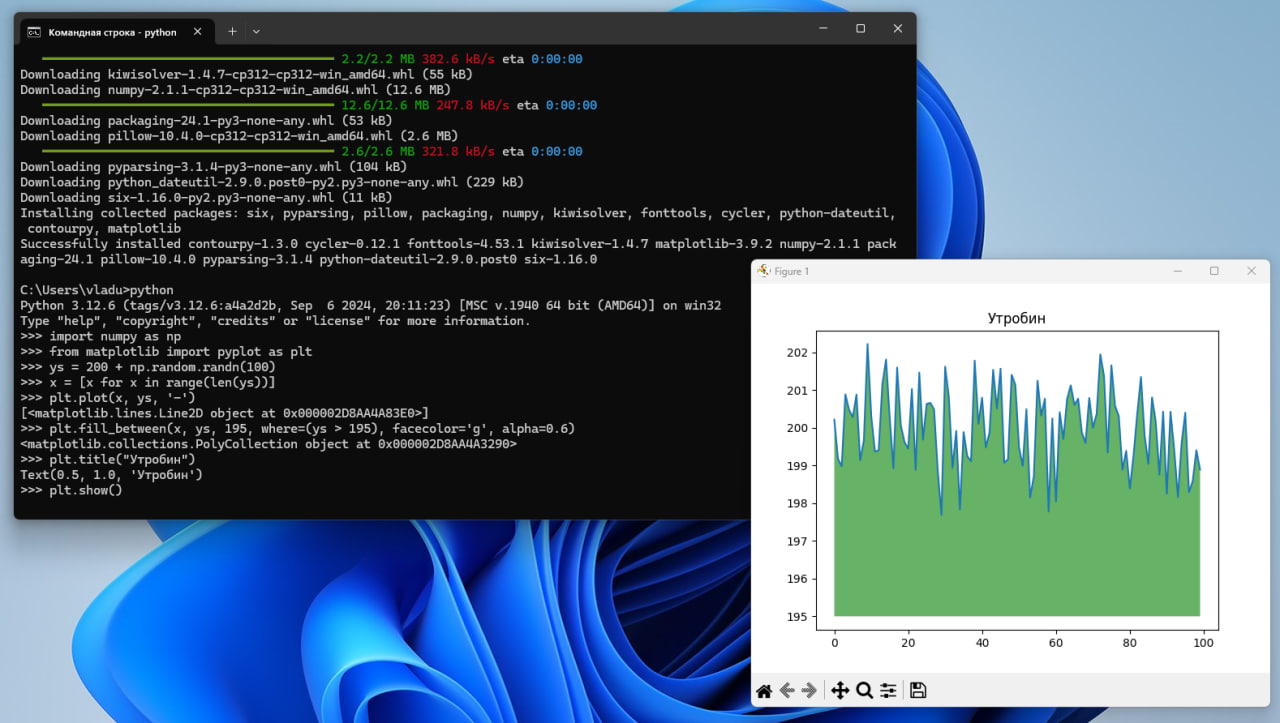 Командная строка - python
2.2/2.2 MB 382.6 kB/s eta 0:00:00
Downloading kiwisolver-1.4.7-cp312-cp312-win_amd64.whl (55 kB)
Downloading numpy-2.1.1-cp312-cp312-win_amd64.whl (12.6 MB)
12.6/12.6 MB 247.8 kB/s eta 0:00:00
Downloading packaging-24.1-py3-none-any.whl (53 kB)
Downloading pillow-10.4.0-cp312-cp312-win_amd64.whl (2.6 MB)
2.6/2.6 MB 321.8 kB/s eta 0:00:00
Downloading pyparsing-3.1.4-py3-none-any.whl (104 kB)
Downloading python_dateutil-2.9.0.post0-py2.py3-none-any.whl (229 kB)
Downloading six-1.16.0-py2.py3-none-any.whl (11 kB)
Installing collected packages: six, pyparsing, pillow, packaging, numpy, kiwisolver, fonttools, cycler, python-dateutil,
contourpy, matplotlib
Successfully installed contourpy-1.3.0 cycler-0.12.1 fonttools-4.53.1 kiwisolver-1.4.7 matplotlib-3.9.2 numpy-2.1.1 pack
aging-24.1 pillow-10.4.0 pyparsing-3.1.4 python-dateutil-2.9.0.post0 six-1.16.0
C:\Users\vladu>python
Python 3.12.6 (tags/v3.12.6:a4a2d2b, Sep  6 2024, 20:11:23) [MSC v.1940 64 bit (AMD64)] on win32
Type "help", "copyright", "credits" or "license" for more information.
>>> import numpy as np
>>> from matplotlib import pyplot as plt
>>> ys = 200 + np.random.randn(100)
>>> x = [x for x in range(len(ys))]
>>> plt.plot(x, ys, '-')
[<matplotlib.lines.Line2D object at 0x000002D8AA4A83E0>]
>>> plt.fill_between(x, ys, 195, where=(ys > 195), facecolor='g', alpha=0.6)
<matplotlib.collections.PolyCollection object at 0x000002D8AA4A3290>
>>> plt.title("Утробин")
Text(0.5, 1.0, 'Утробин')
>>> plt.show()
Figure 1
Утробин
202
201
200
199
198
197
196
195
0 20 40 60 80 100